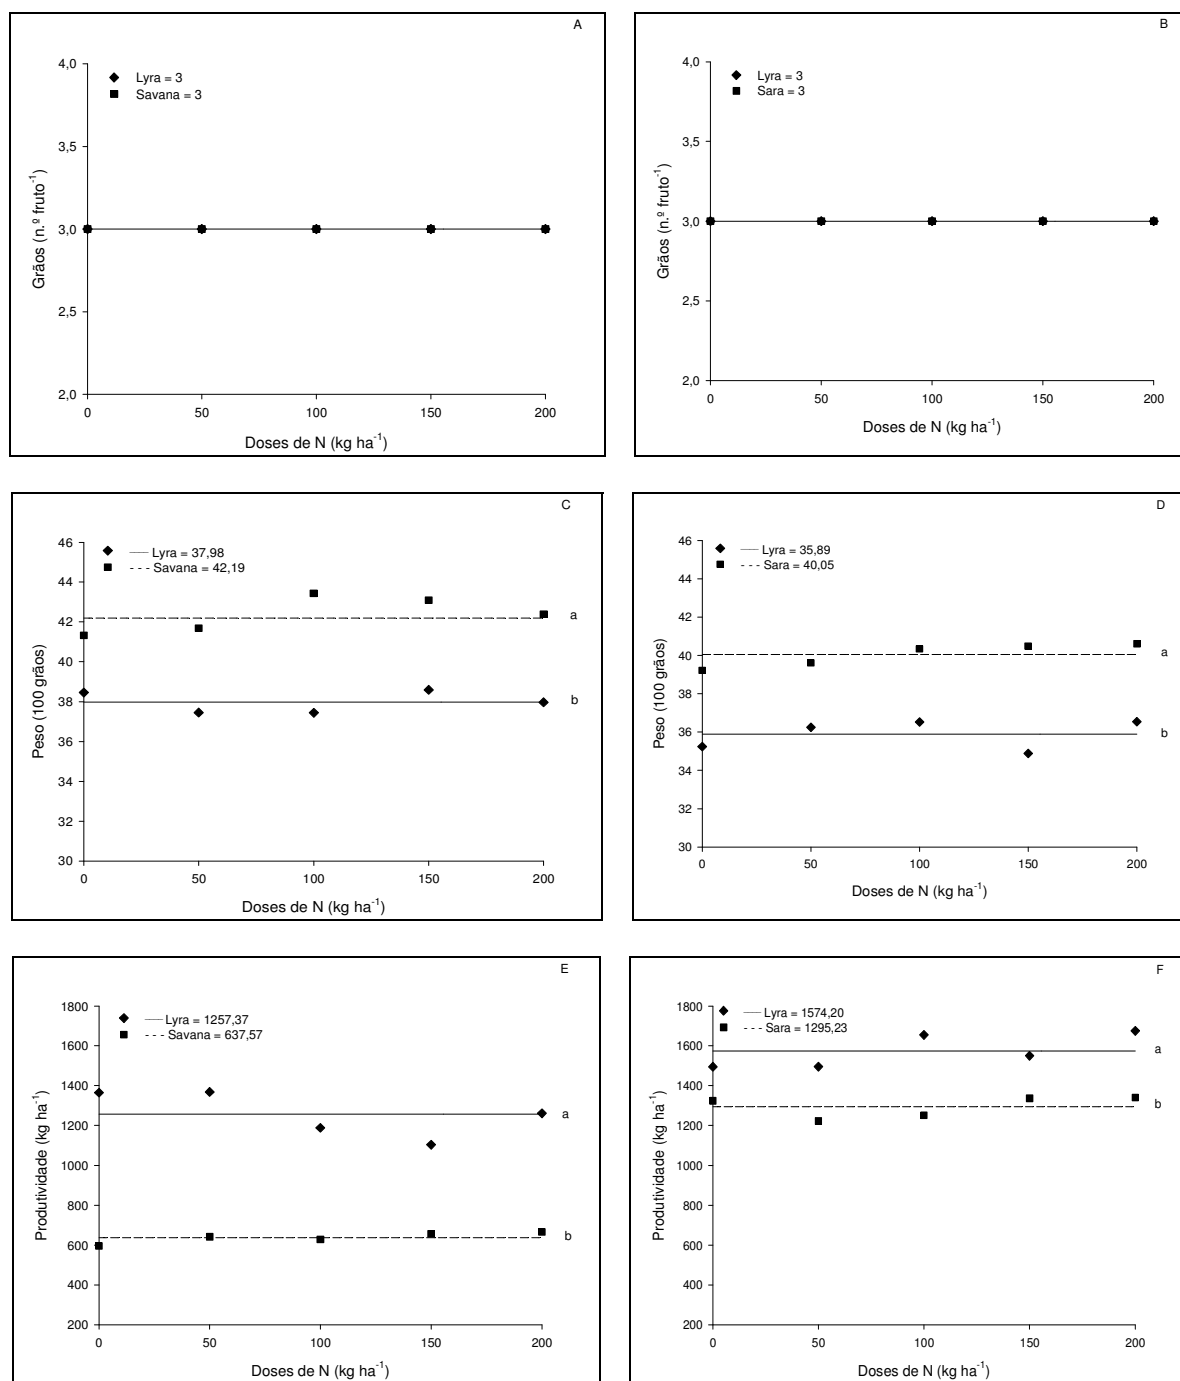 A
Lyra = 3
Savana = 3
4,0
3,5
3,0
2,5
2,0
Grãos (n.º fruto⁻¹)
0 50 100 150 200
Doses de N (kg ha⁻¹)
B
Lyra = 3
Sara = 3
4,0
3,5
3,0
2,5
2,0
Grãos (n.º fruto⁻¹)
0 50 100 150 200
Doses de N (kg ha⁻¹)
C
Lyra = 37,98
Savana = 42,19
46
44
42
40
38
36
34
32
30
a
b
Peso (100 grãos)
0 50 100 150 200
Doses de N (kg ha⁻¹)
D
Lyra = 35,89
Sara = 40,05
46
44
42
40
38
36
34
32
30
a
b
Peso (100 grãos)
0 50 100 150 200
Doses de N (kg ha⁻¹)
E
Lyra = 1257,37
Savana = 637,57
1800
1600
1400
1200
1000
800
600
400
200
a
b
Produtividade (kg ha⁻¹)
0 50 100 150 200
Doses de N (kg ha⁻¹)
F
Lyra = 1574,20
Sara = 1295,23
1800
1600
1400
1200
1000
800
600
400
200
a
b
Produtividade (kg ha⁻¹)
0 50 100 150 200
Doses de N (kg ha⁻¹)